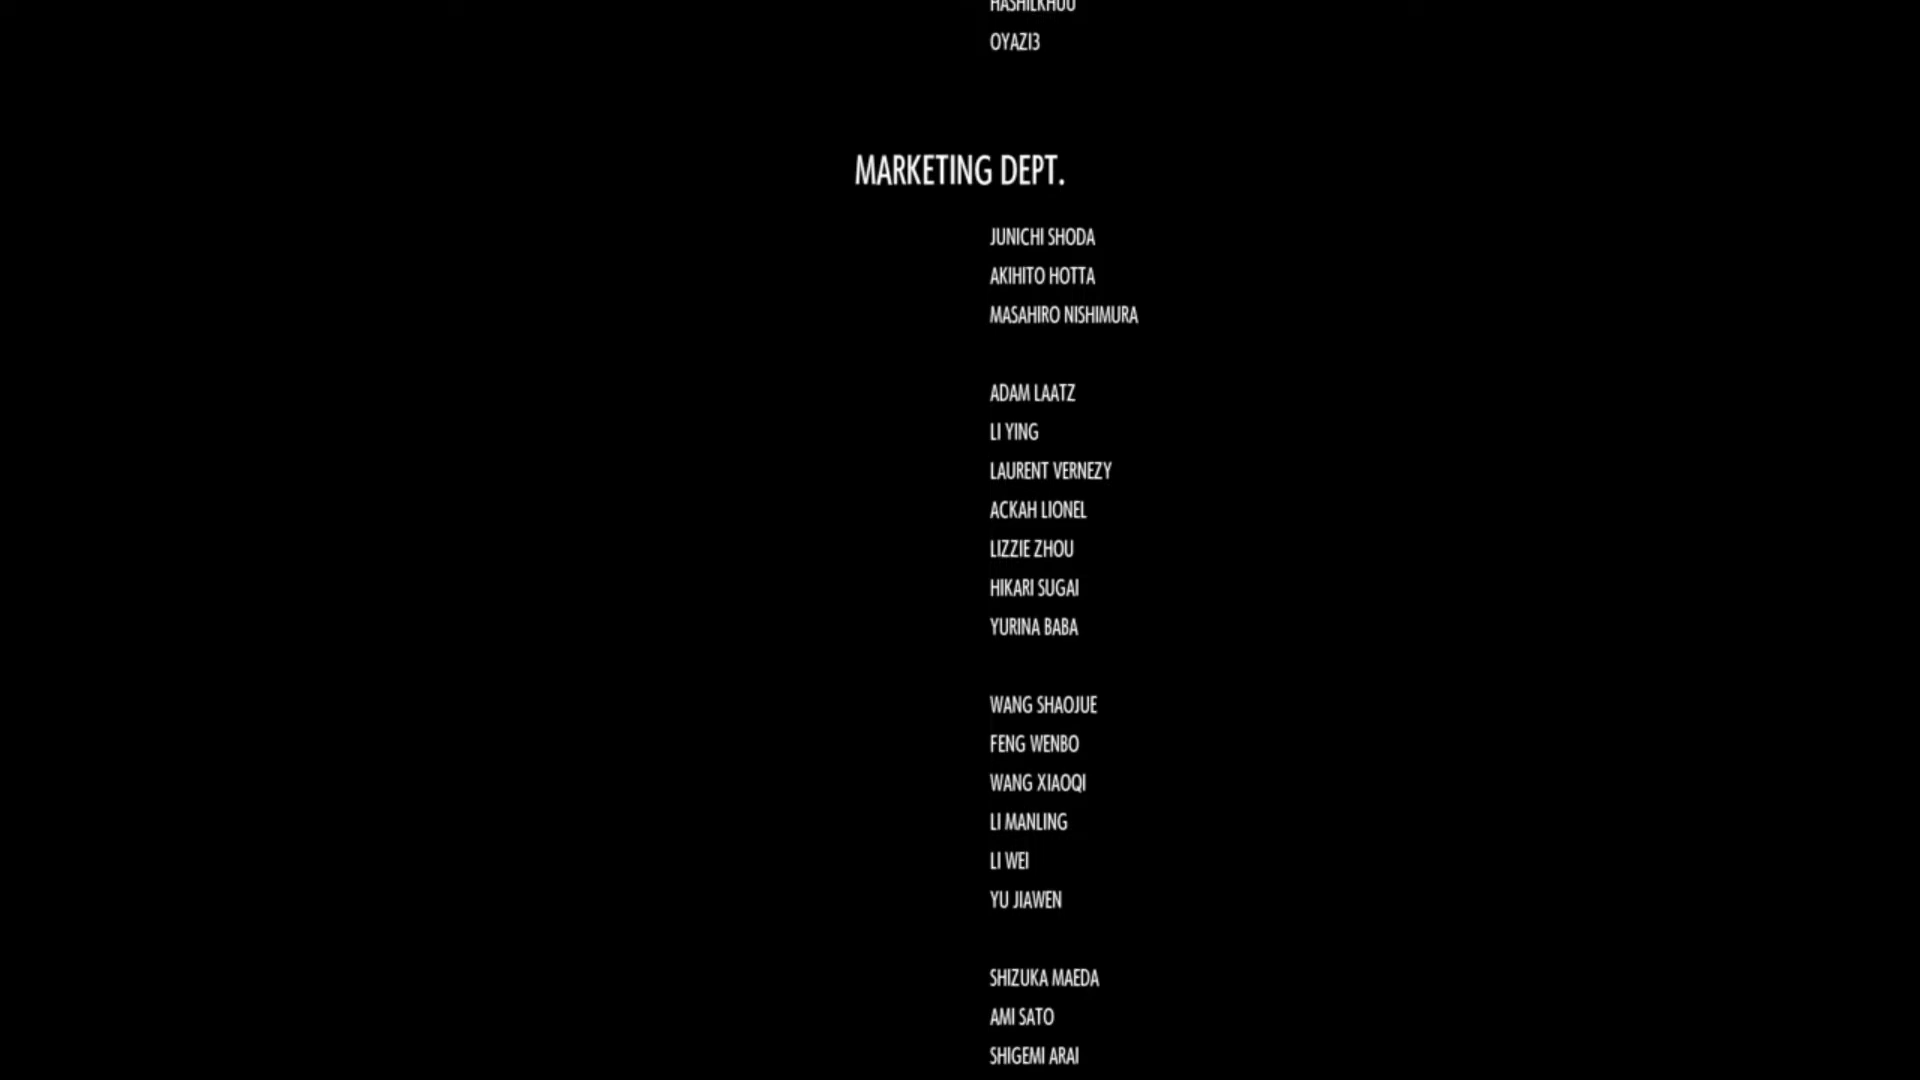 HASHILKHUU
OYAZI3
MARKETING DEPT.
JUNICHI SHODA
AKIHITO HOTTA
MASAHIRO NISHIMURA
ADAM LAATZ
LI YING
LAURENT VERNEZY
ACKAH LIONEL
LIZZIE ZHOU
HIKARI SUGAI
YURINA BABA
WANG SHAOJUE
FENG WENBO
WANG XIAOQI
LI MANLING
LI WEI
YU JIAWEN
SHIZUKA MAEDA
AMI SATO
SHIGEMI ARAI